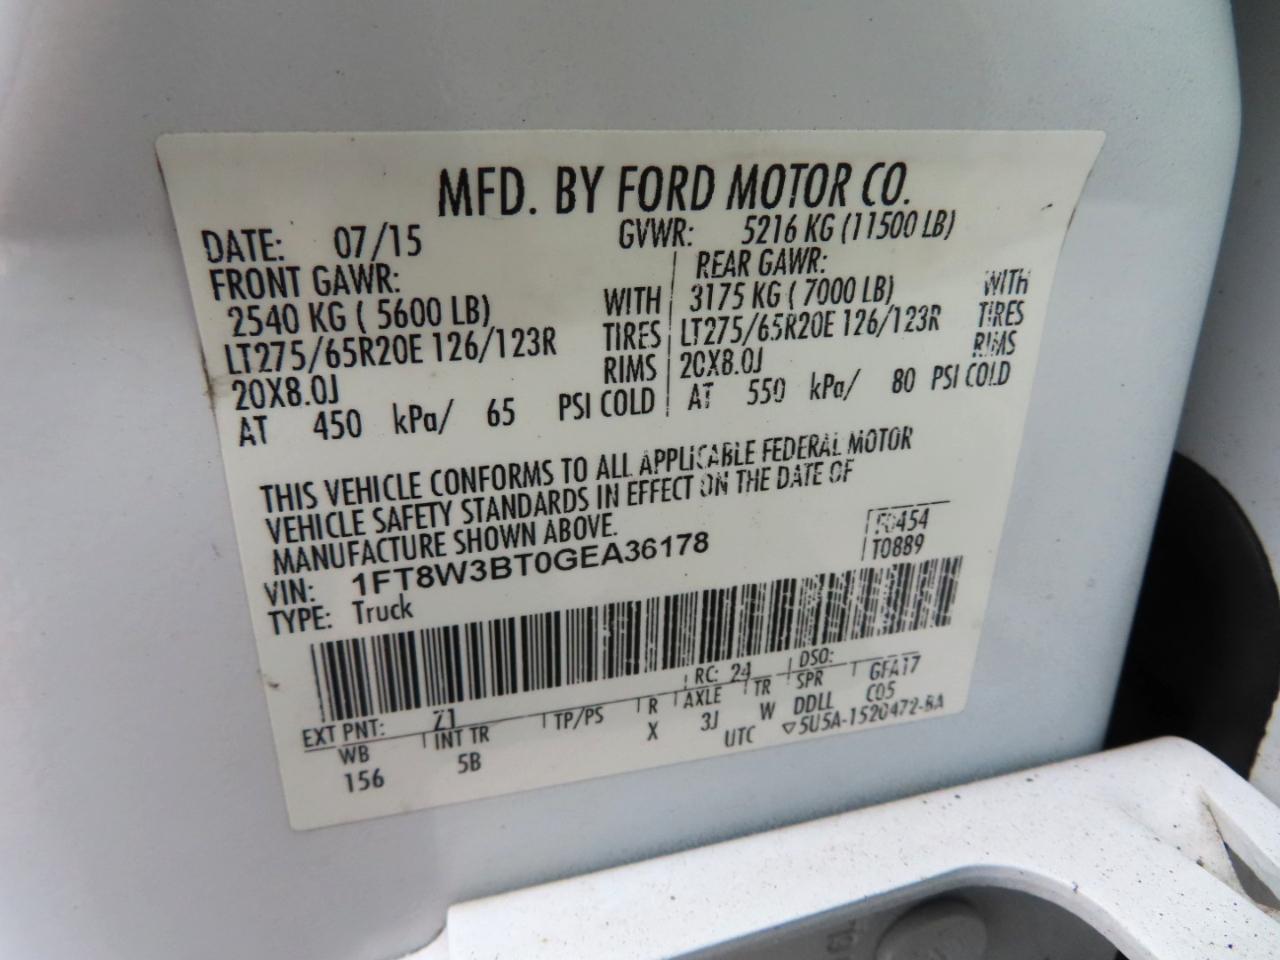 MFD. BY FORD MOTOR CO.
DATE: 07/15 GVWR: 5216 KG (11500 LB)
FRONT GAWR: REAR GAWR:
2540 KG ( 5600 LB) WITH 3175 KG ( 7000 LB) WITH
LT275/65R20E 126/123R TIRES LT275/65R20E 126/123R TIRES
20X8.0J RIMS 20X8.0J RIMS
AT 450 kPa/ 65 PSI COLD AT 550 kPa/ 80 PSI COLD
THIS VEHICLE CONFORMS TO ALL APPLICABLE FEDERAL MOTOR
VEHICLE SAFETY STANDARDS IN EFFECT ON THE DATE OF
MANUFACTURE SHOWN ABOVE.
VIN: 1FT8W3BT0GEA36178
TYPE: Truck
T0889
EXT PNT: Z1 RC: 24 DSO:
WB INT TR TP/PS R AXLE TR SPR GFA17
156 5B X 3J W DDLL C05
UTC ▽5U5A-1520472-BA